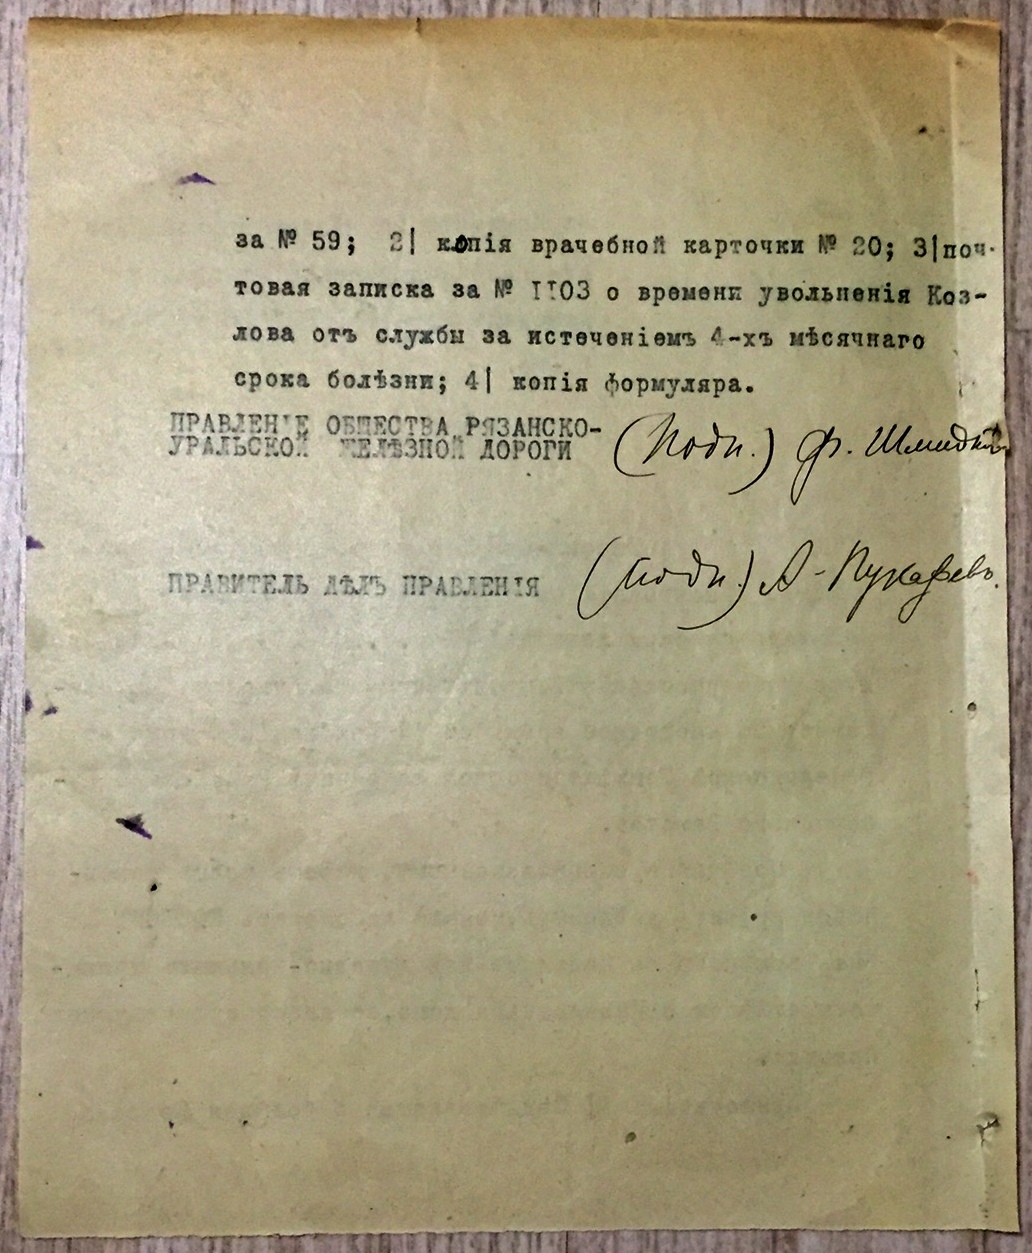 за № 59; 2| копія врачебной карточки № 20; 3|поч-
товая записка за № II03 о времени увольненія Коз-
лова отъ службы за истеченіемъ 4-хъ мѣсячнаго
срока болѣзни; 4| копія формуляра.
ПРАВЛЕНІЕ ОБЩЕСТВА РЯЗАНСКО-
УРАЛЬСКОЙ ЖЕЛѢЗНОЙ ДОРОГИ (Подп.) Ф. Шмидтъ
ПРАВИТЕЛЬ ДѢЛЪ ПРАВЛЕНІЯ (подп.) А.